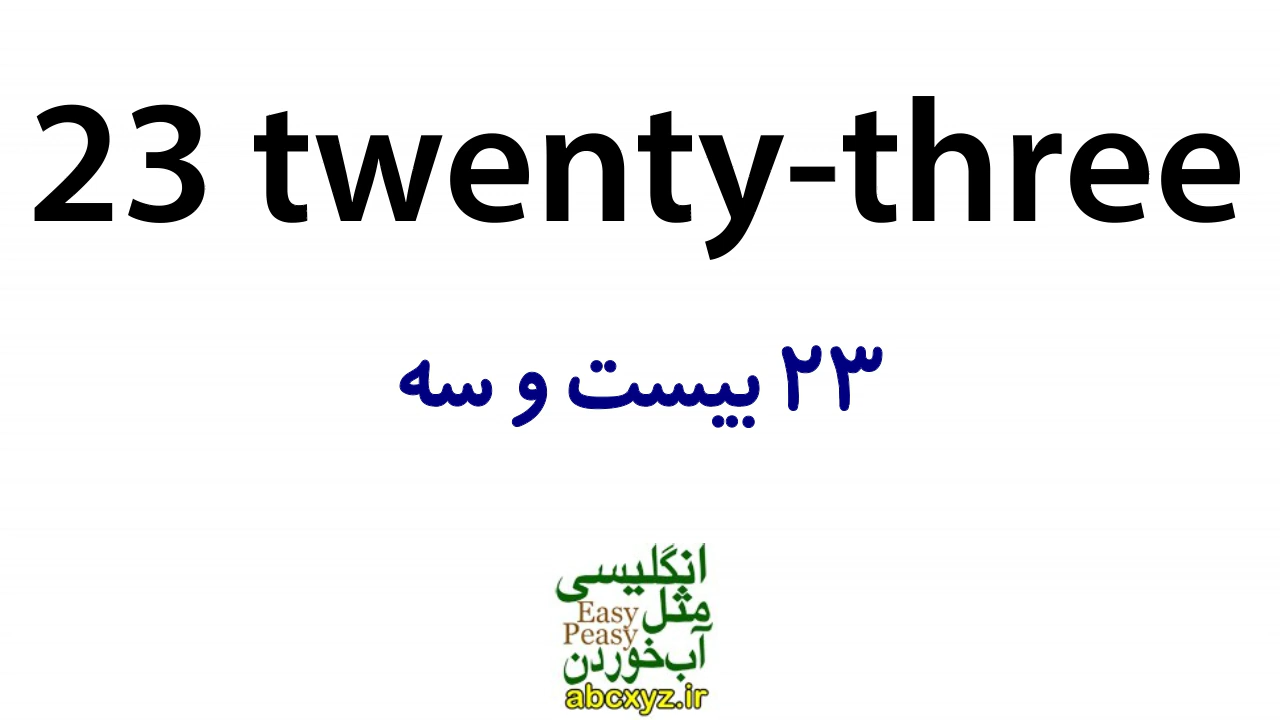 23 twenty-three
۲۳ بیست و سه
انگلیسی
مثل
Easy
Peasy
آب‌خوردن
abcxyz.ir